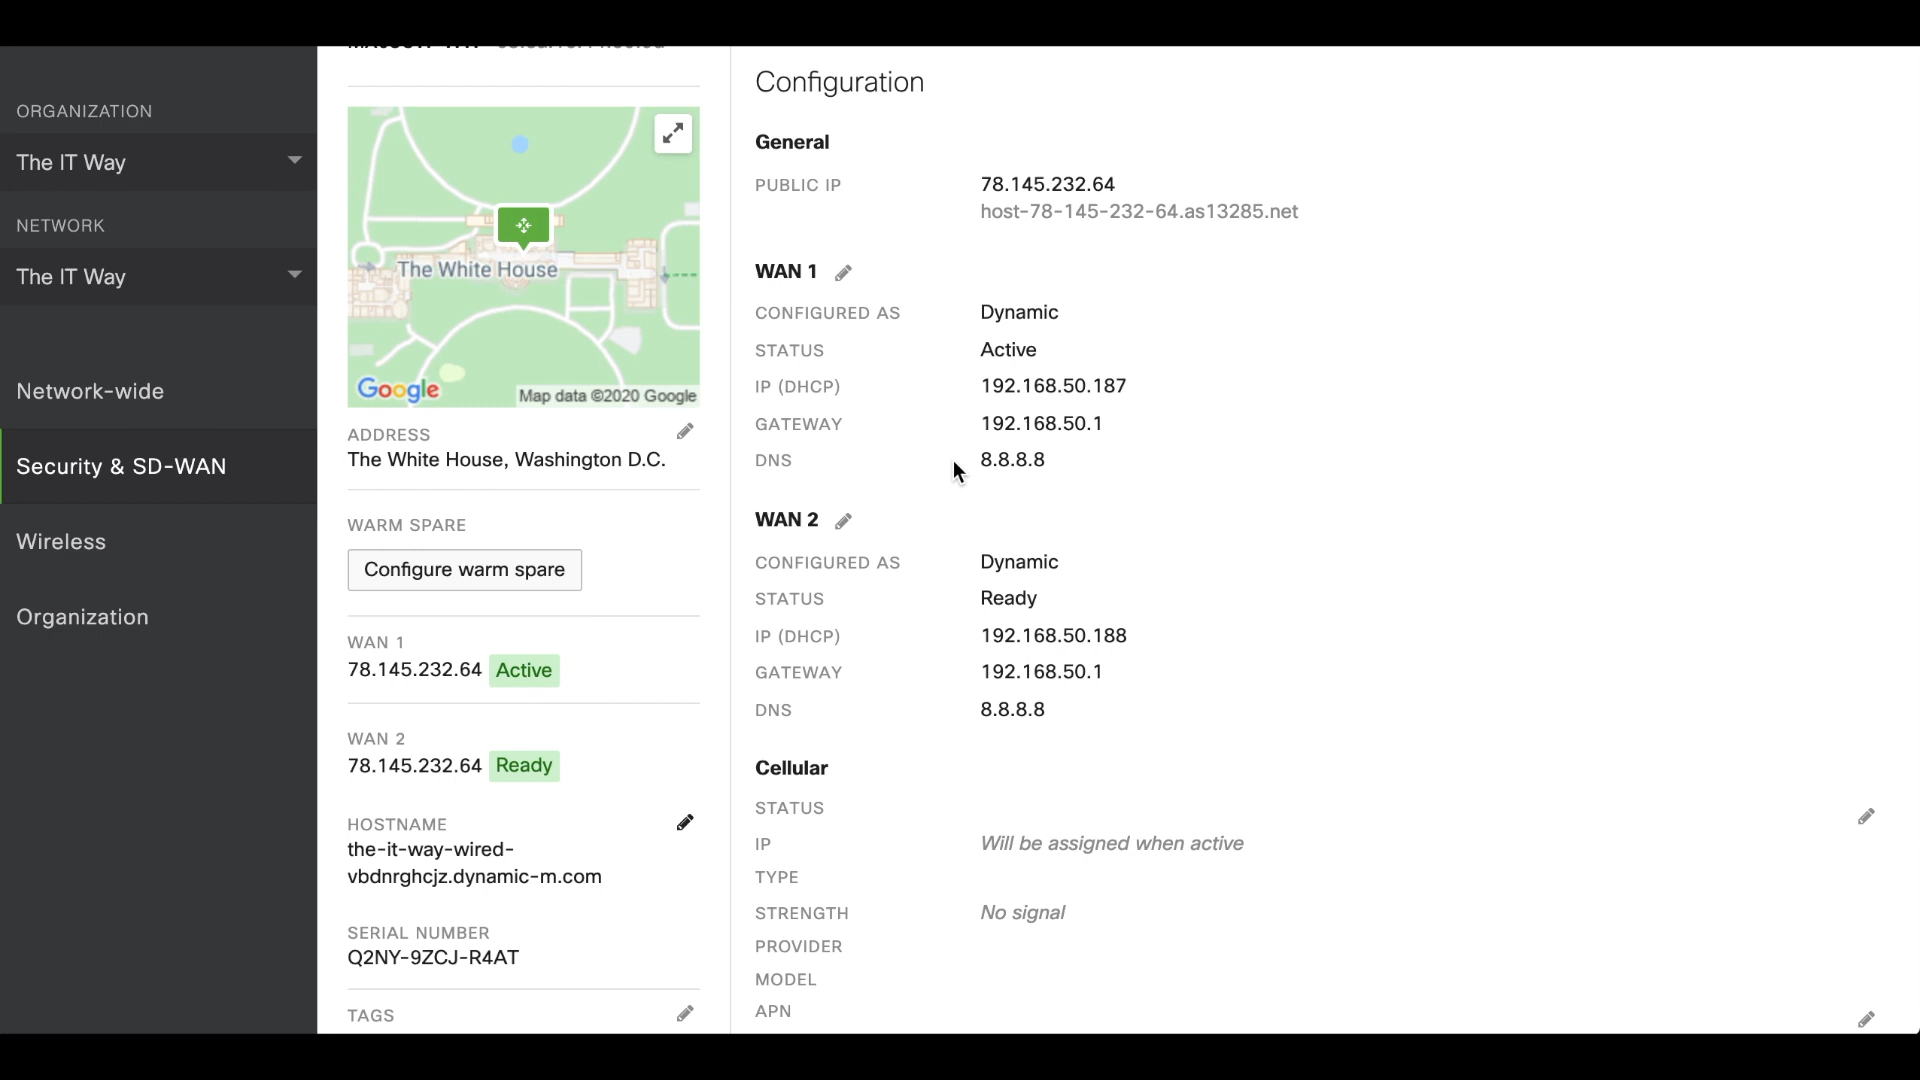 ORGANIZATION
The IT Way
NETWORK
The IT Way
Network-wide
Security & SD-WAN
Wireless
Organization
The White House
Google
Map data ©2020 Google
ADDRESS
The White House, Washington D.C.
WARM SPARE
Configure warm spare
WAN 1
78.145.232.64 Active
WAN 2
78.145.232.64 Ready
HOSTNAME
the-it-way-wired-
vbdnrghcjz.dynamic-m.com
SERIAL NUMBER
Q2NY-9ZCJ-R4AT
TAGS
Configuration
General
PUBLIC IP 78.145.232.64
host-78-145-232-64.as13285.net
WAN 1
CONFIGURED AS Dynamic
STATUS Active
IP (DHCP) 192.168.50.187
GATEWAY 192.168.50.1
DNS 8.8.8.8
WAN 2
CONFIGURED AS Dynamic
STATUS Ready
IP (DHCP) 192.168.50.188
GATEWAY 192.168.50.1
DNS 8.8.8.8
Cellular
STATUS
IP Will be assigned when active
TYPE
STRENGTH No signal
PROVIDER
MODEL
APN